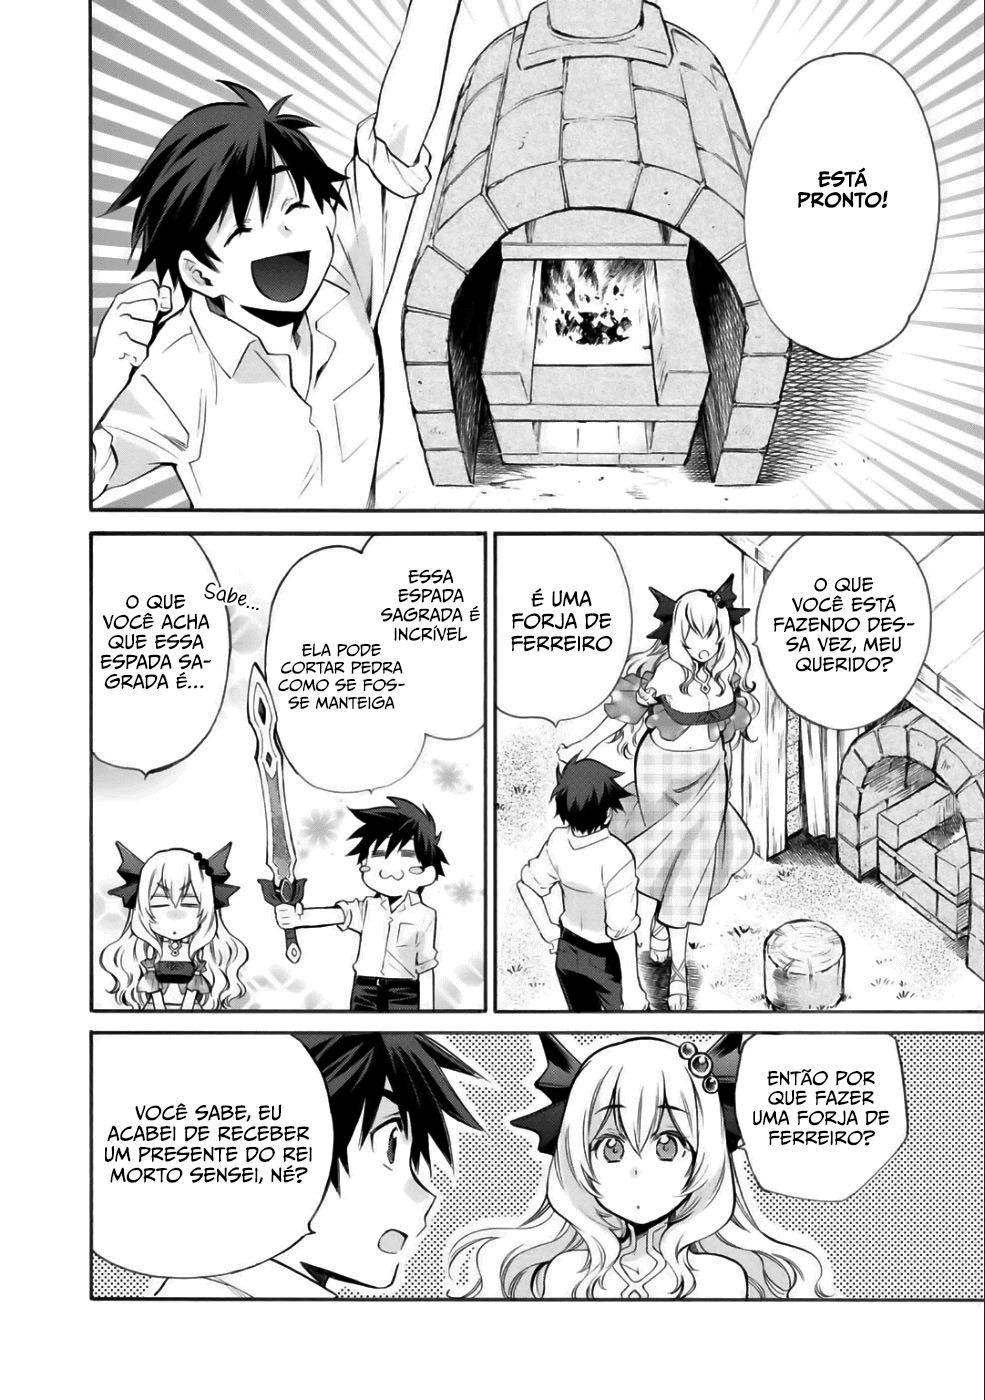 ESTÁ
PRONTO!
O QUE
VOCÊ ESTÁ
FAZENDO DES-
SA VEZ, MEU
QUERIDO?
É UMA
FORJA DE
FERREIRO
ESSA
ESPADA
SAGRADA É
INCRÍVEL
ELA PODE
CORTAR PEDRA
COMO SE FOS-
SE MANTEIGA
Sabe...
O QUE
VOCÊ ACHA
QUE ESSA
ESPADA SA-
GRADA É...
ENTÃO POR
QUE FAZER
UMA FORJA DE
FERREIRO?
VOCÊ SABE, EU
ACABEI DE RECEBER
UM PRESENTE DO REI
MORTO SENSEI, NÉ?